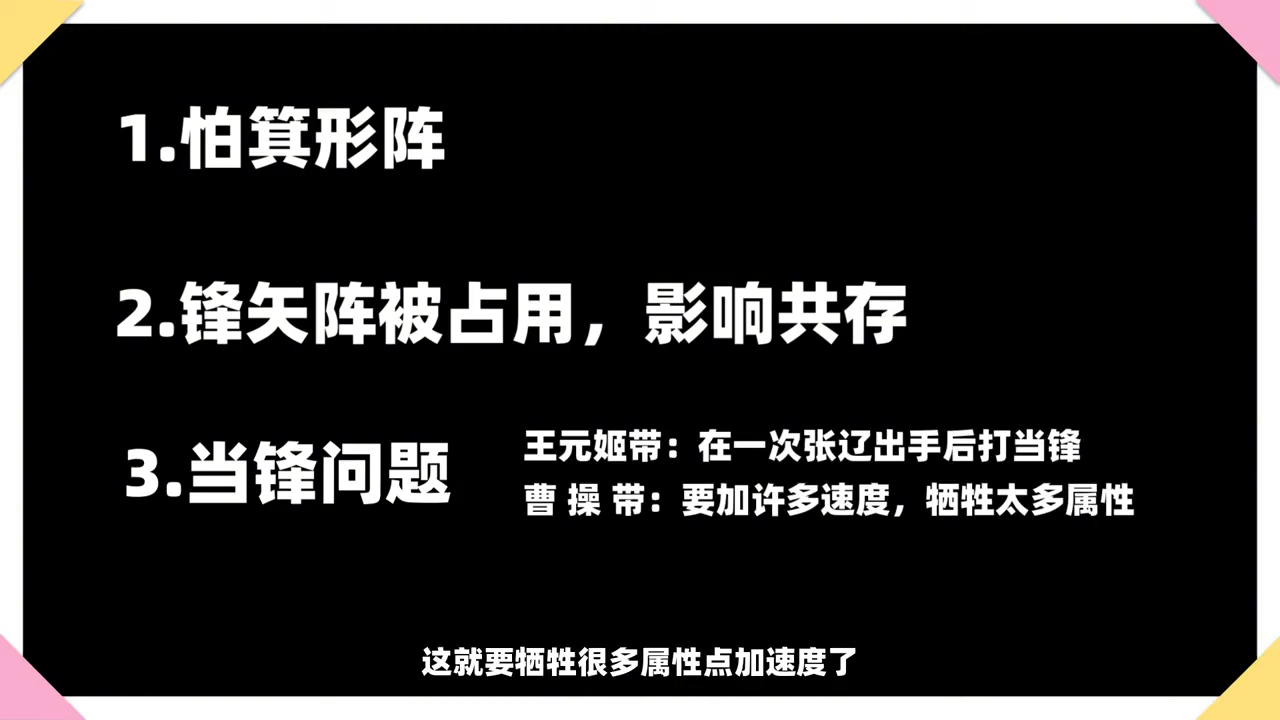 1.怕箕形阵
2.锋矢阵被占用，影响共存
3.当锋问题
王元姬带：在一次张辽出手后打当锋
曹 操 带：要加许多速度，牺牲太多属性
这就要牺牲很多属性点加速度了